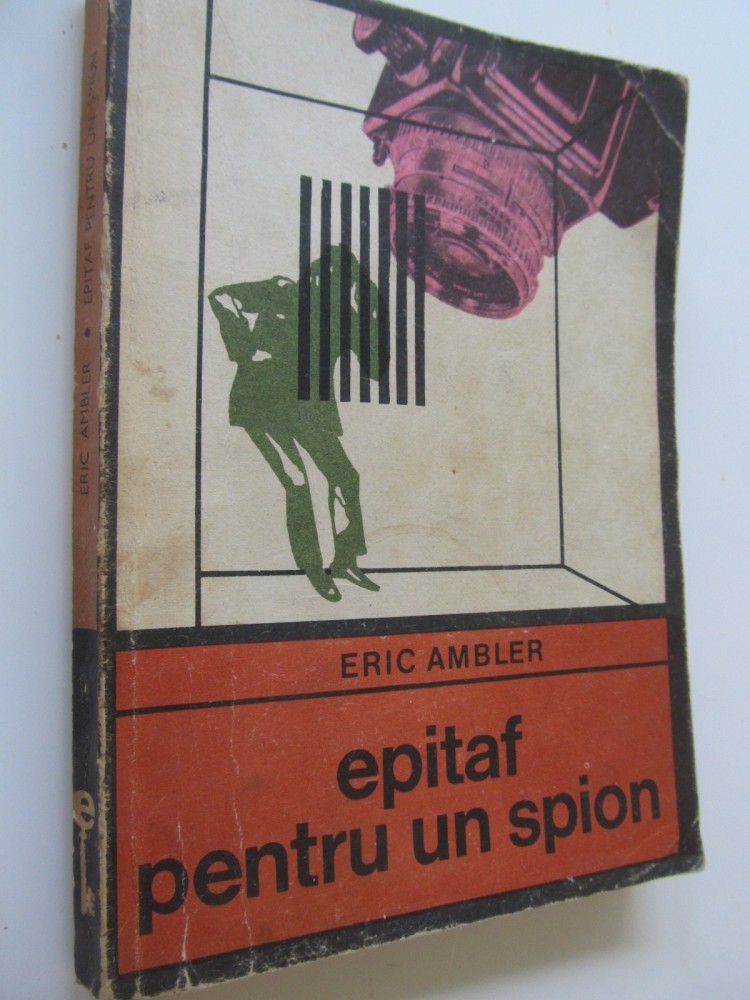 ERIC AMBLER
epitaf
pentru un spion
ERIC AMBLER • EPITAF PENTRU UN SPION
e